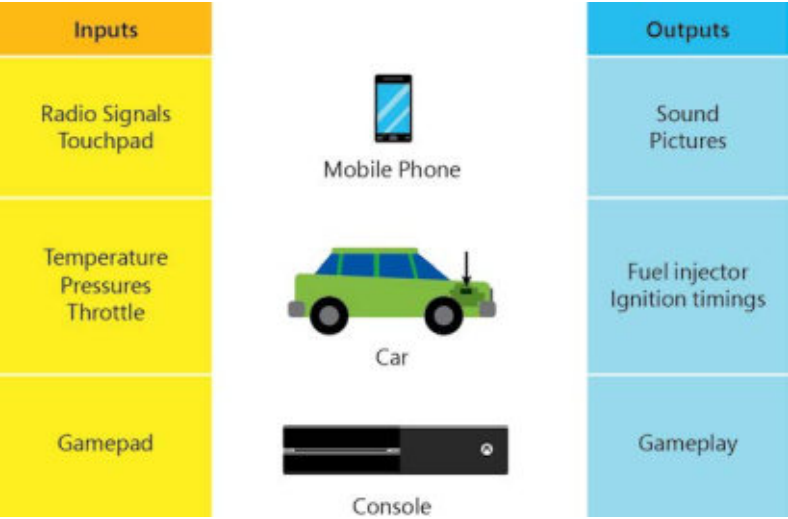 Inputs
Outputs
Radio Signals
Touchpad
Mobile Phone
Sound
Pictures
Temperature
Pressures
Throttle
Car
Fuel injector
Ignition timings
Gamepad
Console
Gameplay